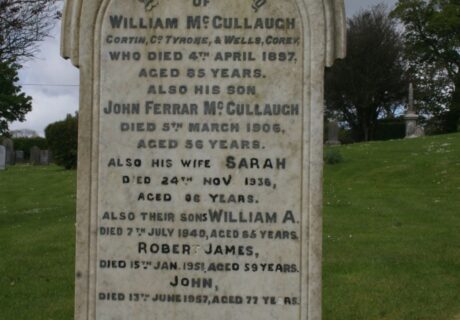 OF
WILLIAM MCCULLAUGH
CORTIN, CO TYRONE, & WELLS, COREY.
WHO DIED 4TH APRIL 1897.
AGED 85 YEARS.
ALSO HIS SON
JOHN FERRAR MCCULLAUGH
DIED 5TH MARCH 1906,
AGED 56 YEARS.
ALSO HIS WIFE SARAH
DIED 24TH NOV 1936,
AGED 86 YEARS.
ALSO THEIR SONS WILLIAM A.
DIED 7TH JULY 1940, AGED 65 YEARS.
ROBERT JAMES,
DIED 15TH JAN. 1951, AGED 59 YEARS.
JOHN,
DIED 13TH JUNE 1957, AGED 77 YEARS.